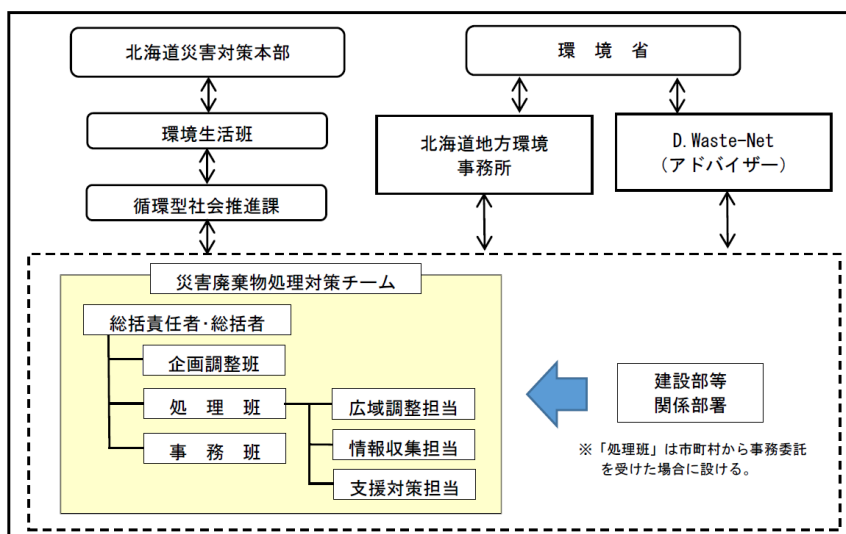 北海道災害対策本部
環　境　省
環境生活班
北海道地方環境
事務所
D.Waste-Net
（アドバイザー）
循環型社会推進課
災害廃棄物処理対策チーム
総括責任者・総括者
企画調整班
処　理　班
事　務　班
広域調整担当
情報収集担当
支援対策担当
建設部等
関係部署
※「処理班」は市町村から事務委託
を受けた場合に設ける。